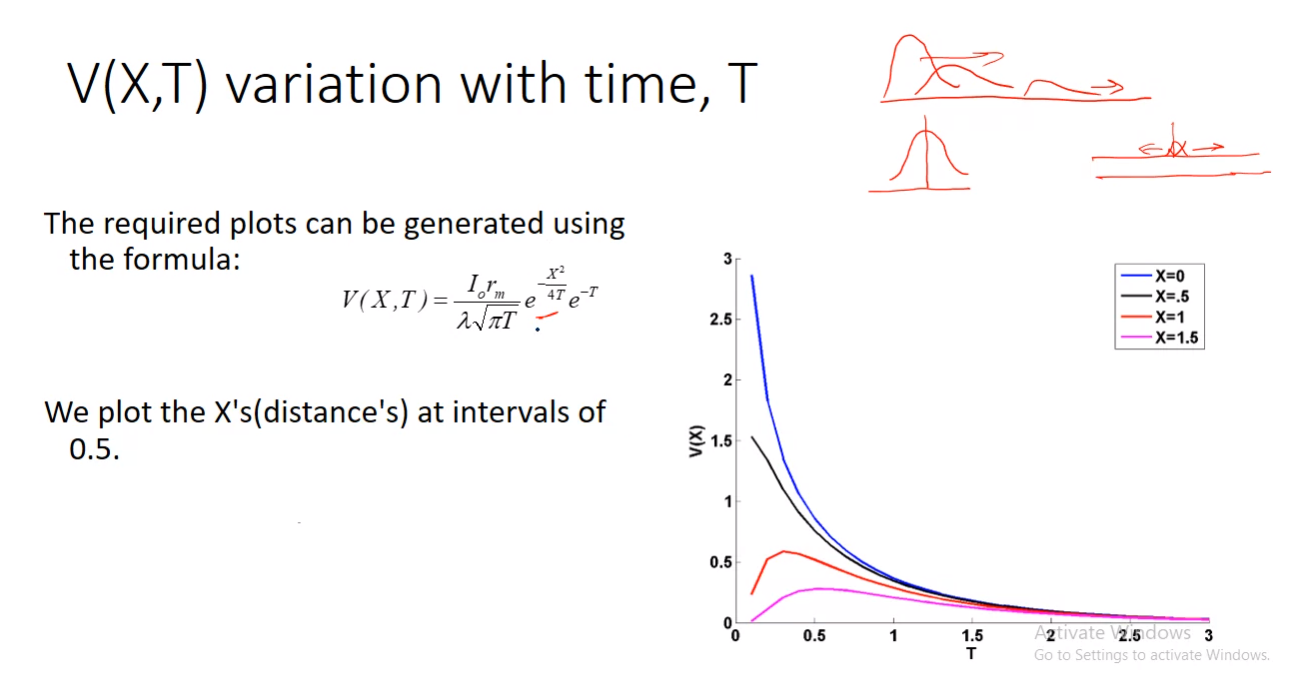 V(X,T) variation with time, T
The required plots can be generated using
the formula:
V(X,T)=\frac{I_o r_m}{λ\sqrt{πT}} e^{-\frac{X^2}{4T}} e^{-T}
We plot the X's(distance's) at intervals of
0.5.
X=0
X=.5
X=1
X=1.5
V(X)
3
2.5
2
1.5
1
0.5
0
0 0.5 1 1.5 2 2.5 3
T
Activate Windows
Go to Settings to activate Windows.